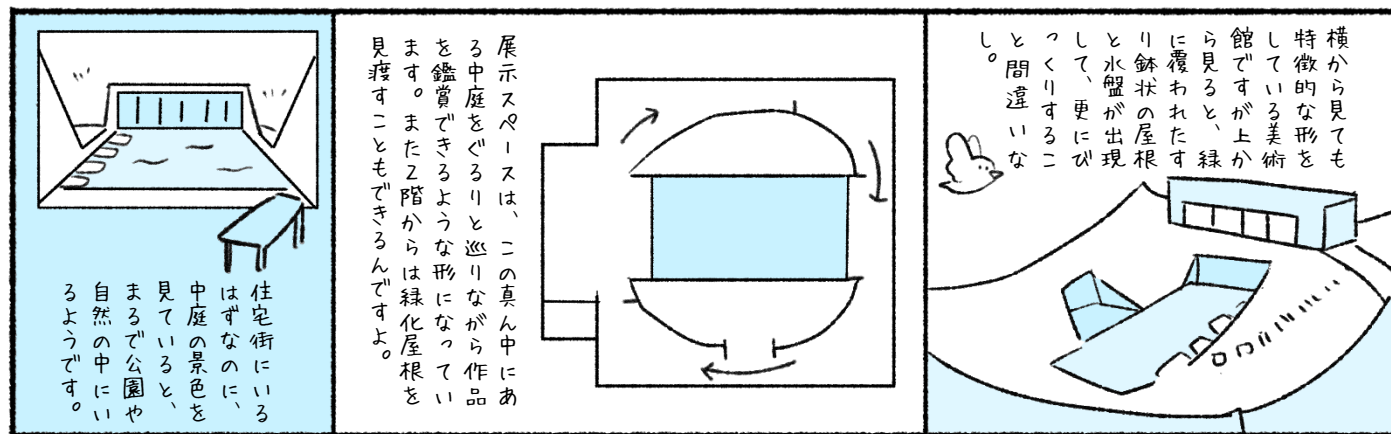 横から見ても
特徴的な形を
している美術
館ですが上か
ら見ると、緑
に覆われたす
り鉢状の屋根
と水盤が出現
して、更にび
っくりするこ
と間違いな
し。
展示スペースは、この真ん中にあ
る中庭をぐるりと巡りながら作品
を鑑賞できるような形になってい
ます。また2階からは緑化屋根を
見渡すこともできるんですよ。
住宅街にいる
はずなのに、
中庭の景色を
見ていると、
まるで公園や
自然の中にい
るようです。